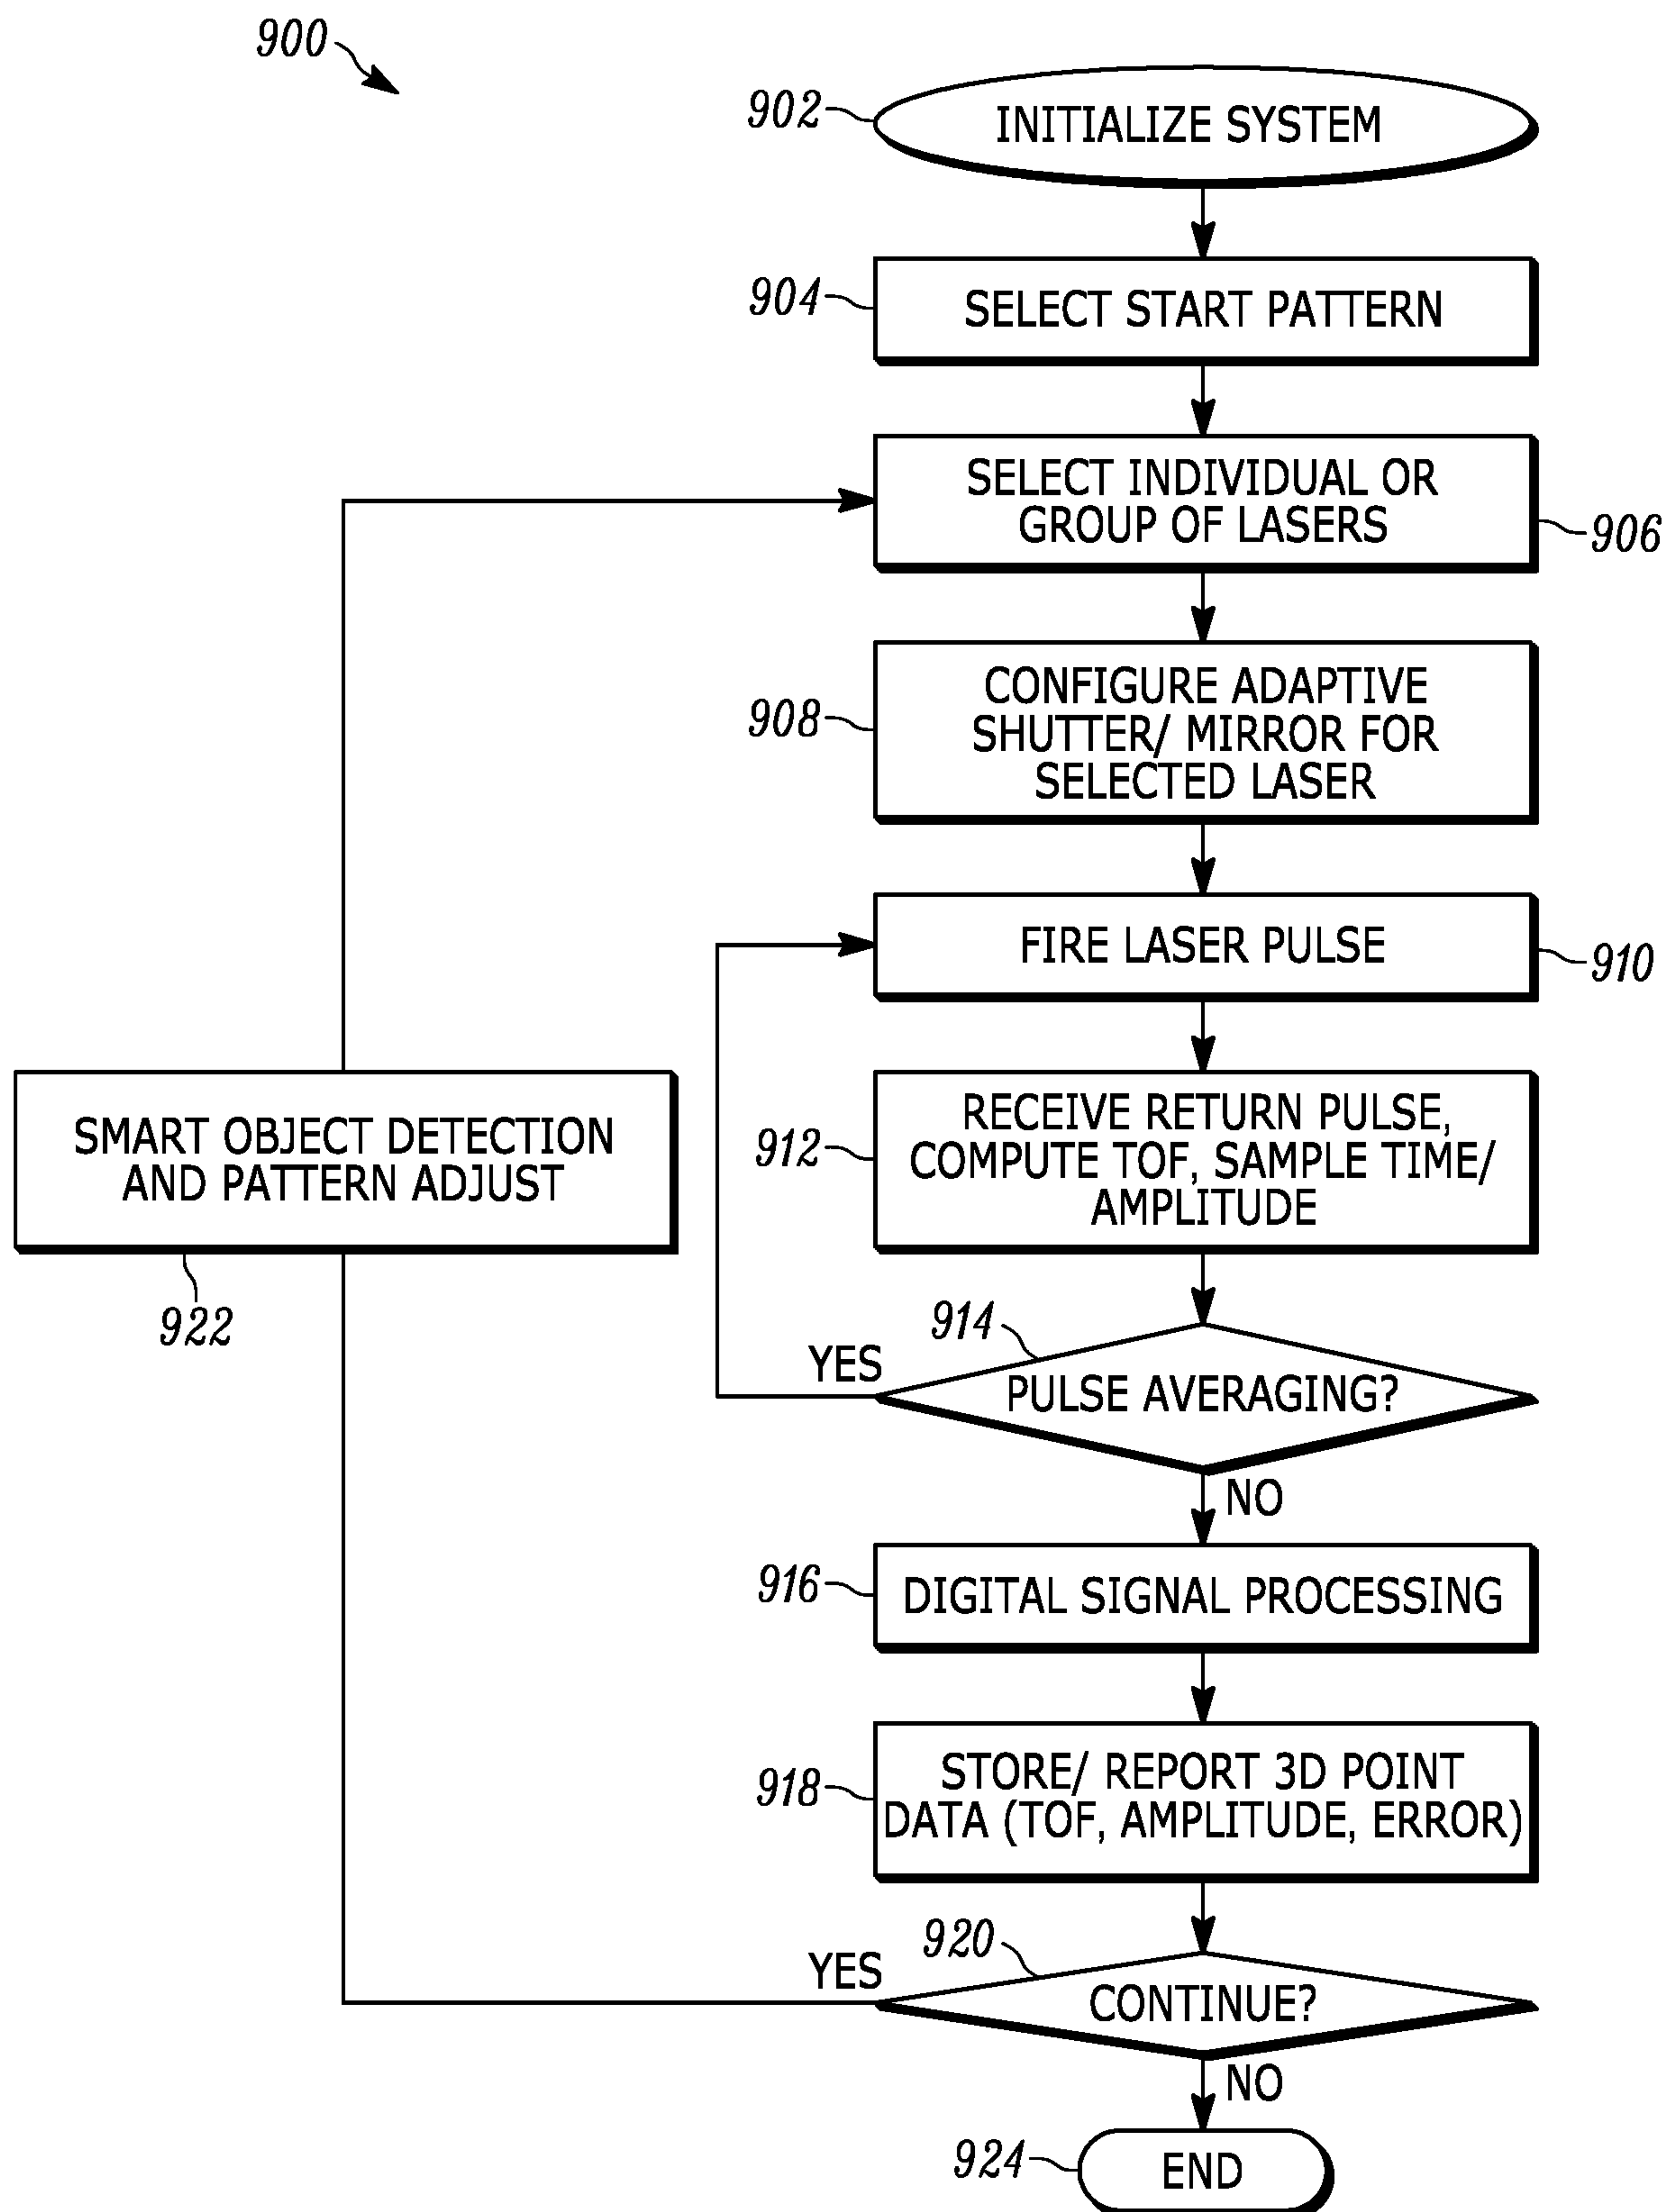 900
902
INITIALIZE SYSTEM
904
SELECT START PATTERN
SELECT INDIVIDUAL OR
GROUP OF LASERS
906
908
CONFIGURE ADAPTIVE
SHUTTER/ MIRROR FOR
SELECTED LASER
FIRE LASER PULSE
910
912
RECEIVE RETURN PULSE,
COMPUTE TOF, SAMPLE TIME/
AMPLITUDE
SMART OBJECT DETECTION
AND PATTERN ADJUST
922
914
YES
PULSE AVERAGING?
NO
916
DIGITAL SIGNAL PROCESSING
918
STORE/ REPORT 3D POINT
DATA (TOF, AMPLITUDE, ERROR)
920
YES
CONTINUE?
NO
924
END